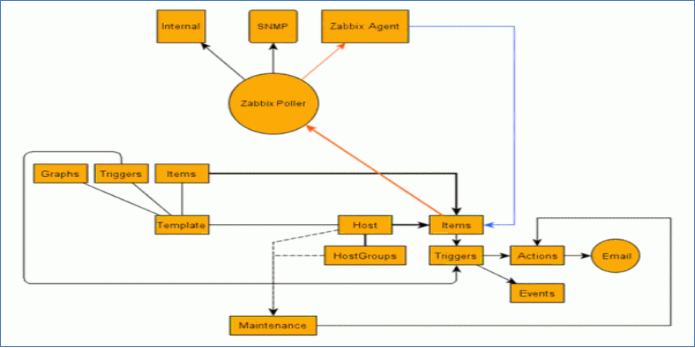 Internal
SNMP
Zabbix Agent
Zabbix Poller
Graphs
Triggers
Items
Template
Host
Items
HostGroups
Triggers
Actions
Email
Events
Maintenance